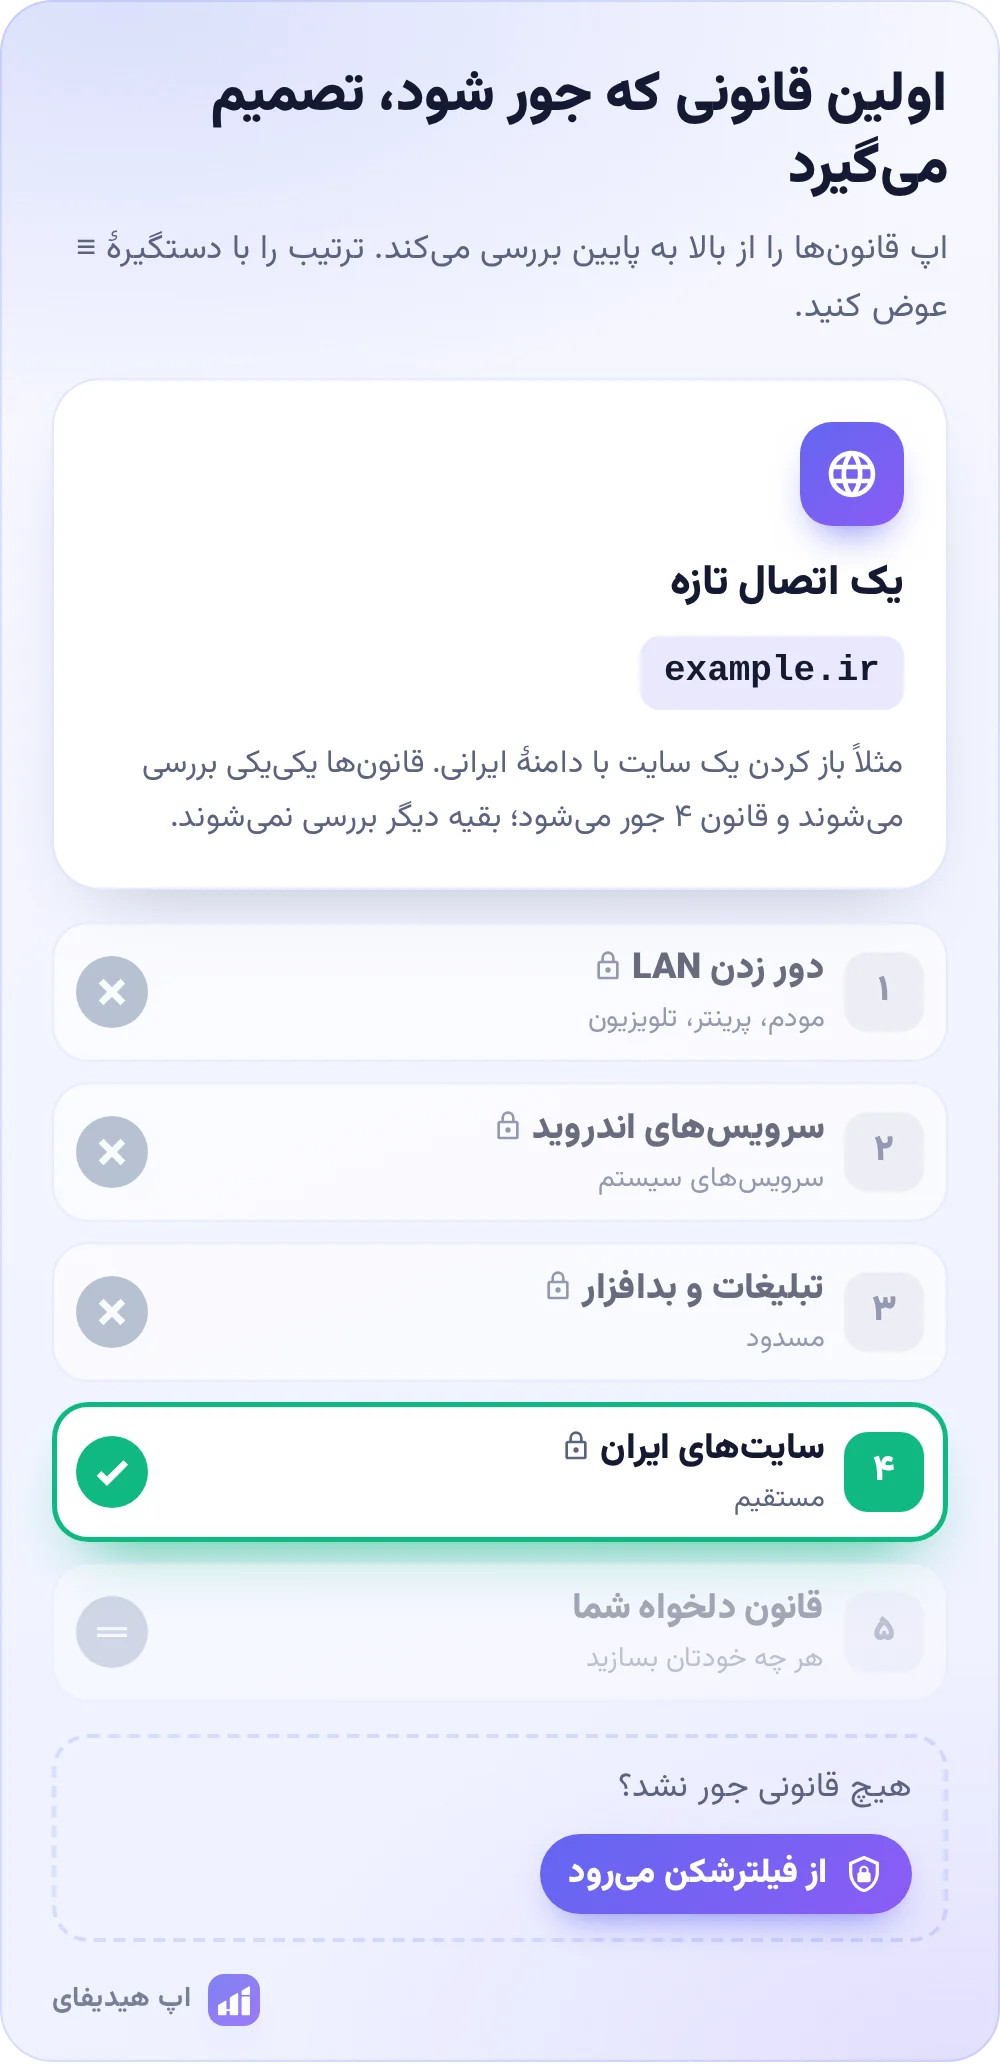 اولین قانونی که جور شود، تصمیم
می‌گیرد
اپ قانون‌ها را از بالا به پایین بررسی می‌کند. ترتیب را با دستگیرهٔ ≡
عوض کنید.
یک اتصال تازه
example.ir
مثلاً باز کردن یک سایت با دامنهٔ ایرانی. قانون‌ها یکی‌یکی بررسی
می‌شوند و قانون ۴ جور می‌شود؛ بقیه دیگر بررسی نمی‌شوند.
۱
دور زدن LAN
مودم، پرینتر، تلویزیون
۲
سرویس‌های اندروید
سرویس‌های سیستم
۳
تبلیغات و بدافزار
مسدود
۴
سایت‌های ایران
مستقیم
۵
قانون دلخواه شما
هر چه خودتان بسازید
هیچ قانونی جور نشد؟
از فیلترشکن می‌رود
اپ هیدیفای